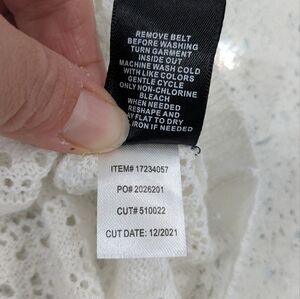 REMOVE BELT
BEFORE WASHING
TURN GARMENT
INSIDE OUT
MACHINE WASH COLD
WITH LIKE COLORS
GENTLE CYCLE
ONLY NON-CHLORINE
BLEACH
WHEN NEEDED
RESHAPE AND
AY FLAT TO DRY
IRON IF NEEDED
ITEM# 17234057
PO# 2026201
CUT# 510022
CUT DATE: 12/2021